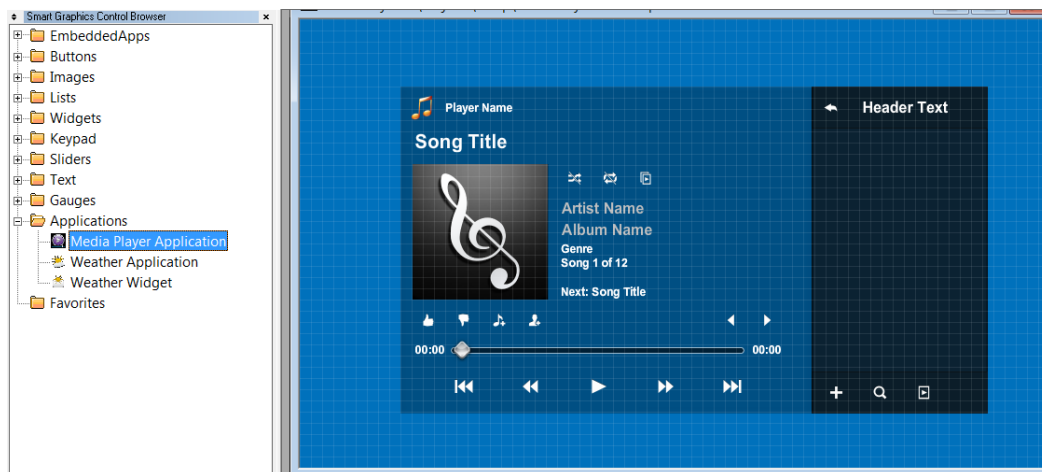 Smart Graphics Control Browser
EmbeddedApps
Buttons
Images
Lists
Widgets
Keypad
Sliders
Text
Gauges
Applications
Media Player Application
Weather Application
Weather Widget
Favorites
Player Name
Song Title
Artist Name
Album Name
Genre
Song 1 of 12
Next: Song Title
00:00
00:00
Header Text